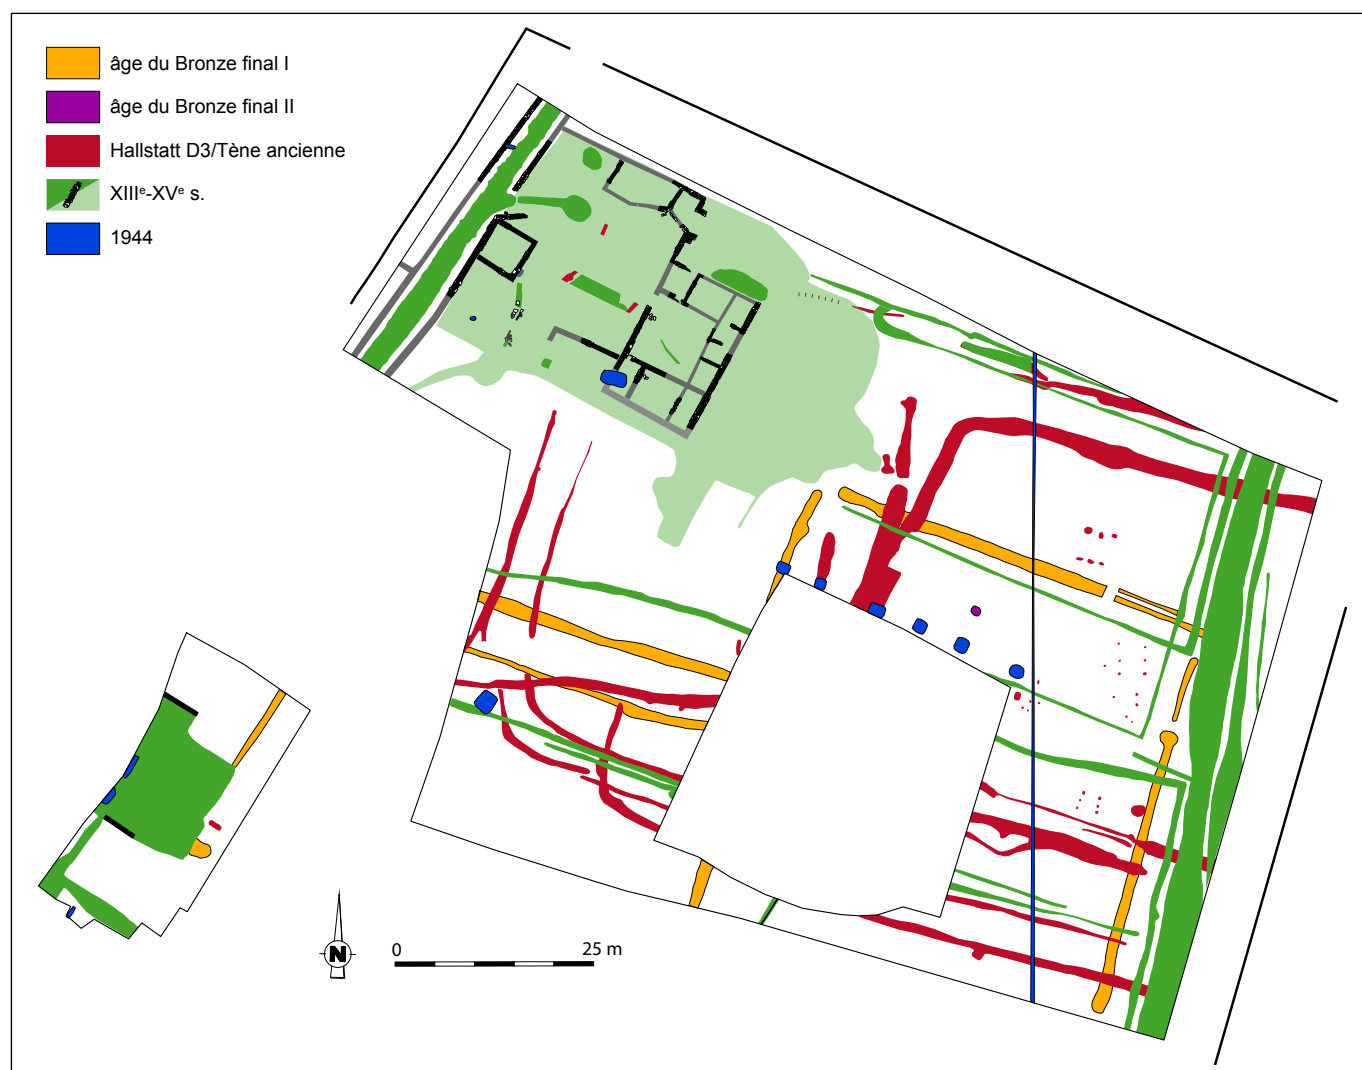 âge du Bronze final I
âge du Bronze final II
Hallstatt D3/Tène ancienne
XIIIᵉ-XVᵉ s.
1944
N
0 25 m